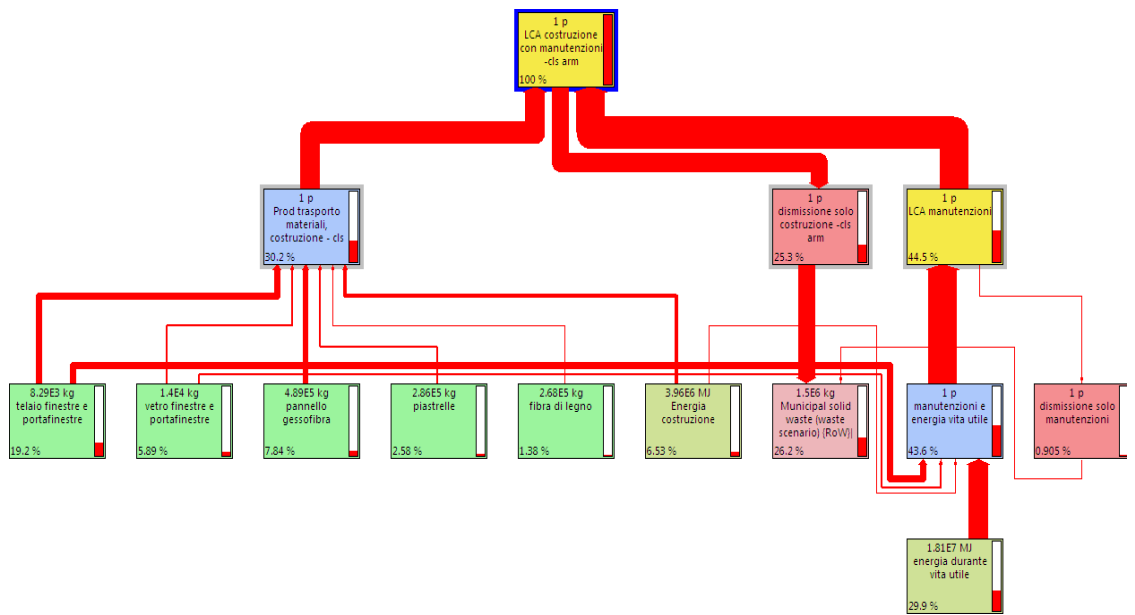 1 p
LCA costruzione
con manutenzioni
-cls arm
100 %
1 p
Prod trasporto
materiali,
costruzione - cls
30.2 %
1 p
dismissione solo
costruzione -cls
arm
25.3 %
1 p
LCA manutenzioni
44.5 %
8.29E3 kg
telaio finestre e
portafinestre
19.2 %
1.4E4 kg
vetro finestre e
portafinestre
5.89 %
4.89E5 kg
pannello
gessofibra
7.84 %
2.86E5 kg
piastrelle
2.58 %
2.68E5 kg
fibra di legno
1.38 %
3.96E6 MJ
Energia
costruzione
6.53 %
1.5E6 kg
Municipal solid
waste (waste
scenario) {RoW}|
26.2 %
1 p
manutenzioni e
energia vita utile
43.6 %
1 p
dismissione solo
manutenzioni
0.905 %
1.81E7 MJ
energia durante
vita utile
29.9 %